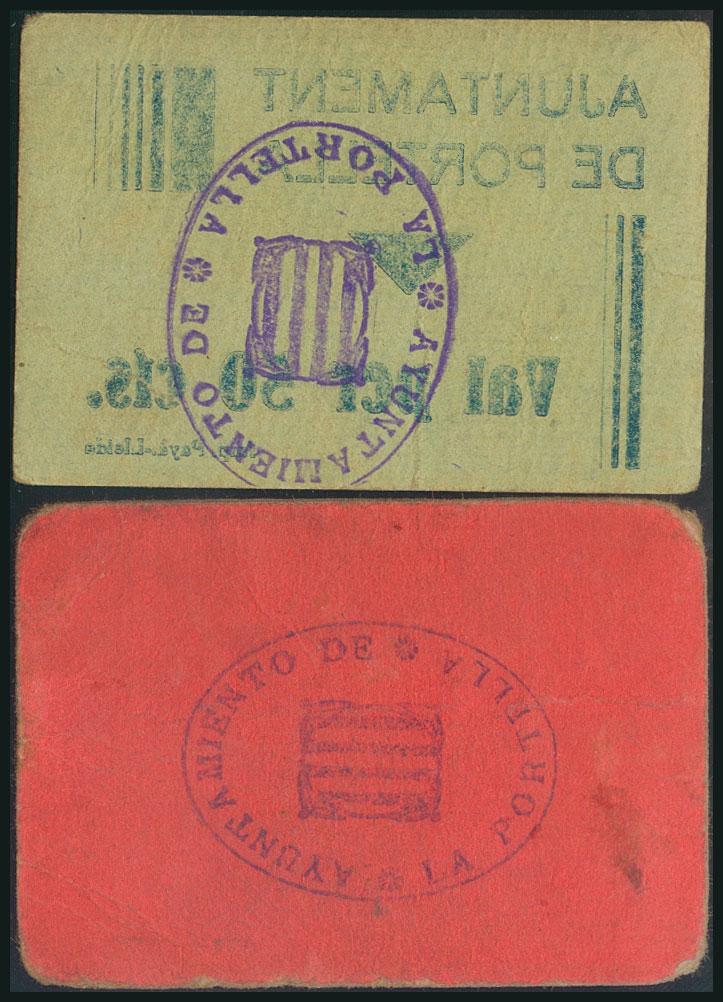 AJUNTAMENT
DE PORTELLA
Val per 50 cts.
Payá.-Lleida
AYUNTAMIENTO DE
LA PORTELLA
AYUNTAMIENTO DE
LA PORTELLA